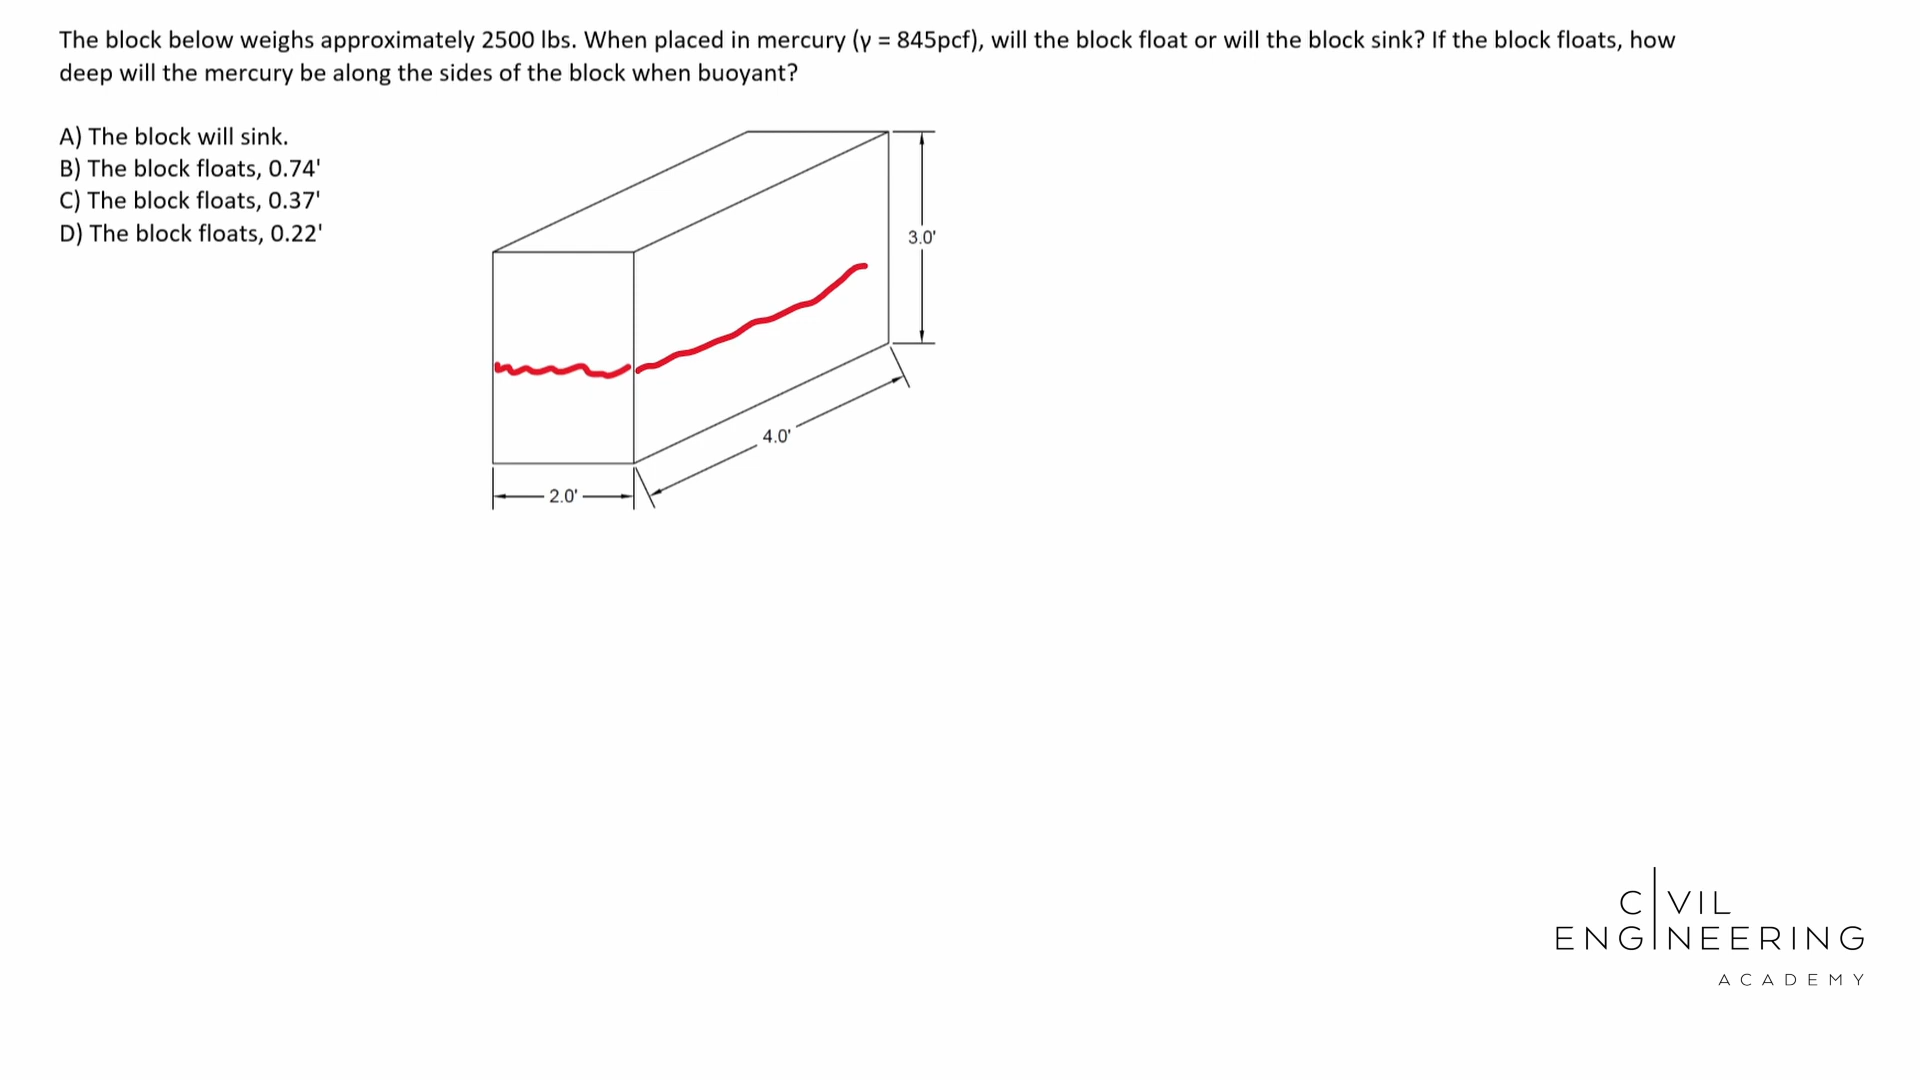 The block below weighs approximately 2500 lbs. When placed in mercury (γ = 845pcf), will the block float or will the block sink? If the block floats, how
deep will the mercury be along the sides of the block when buoyant?
A) The block will sink.
B) The block floats, 0.74'
C) The block floats, 0.37'
D) The block floats, 0.22'
3.0'
4.0'
2.0'
CIVIL
ENGINEERING
ACADEMY